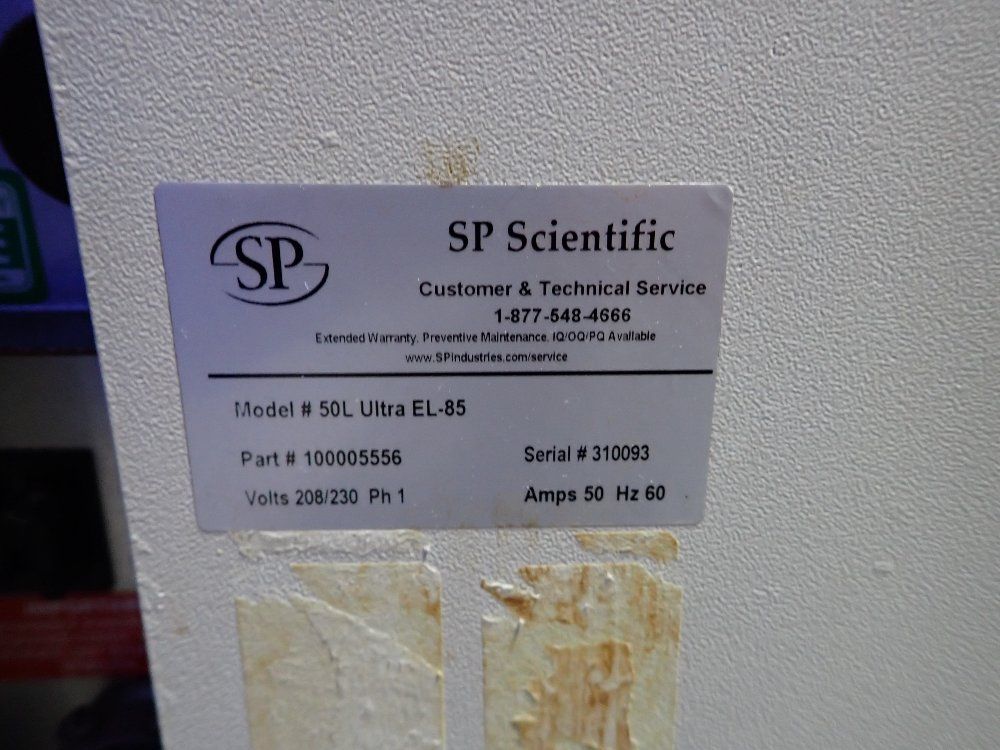 SP
SP Scientific
Customer & Technical Service
1-877-548-4666
Extended Warranty, Preventive Maintenance, IQ/OQ/PQ Available
www.SPindustries.com/service
Model # 50L Ultra EL-85
Part # 100005556
Serial # 310093
Volts 208/230 Ph 1
Amps 50 Hz 60